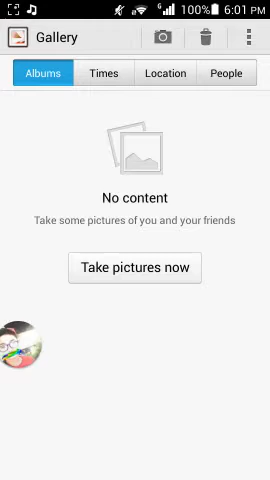 G 100% 6:01 PM
Gallery
Albums Times Location People
No content
Take some pictures of you and your friends
Take pictures now